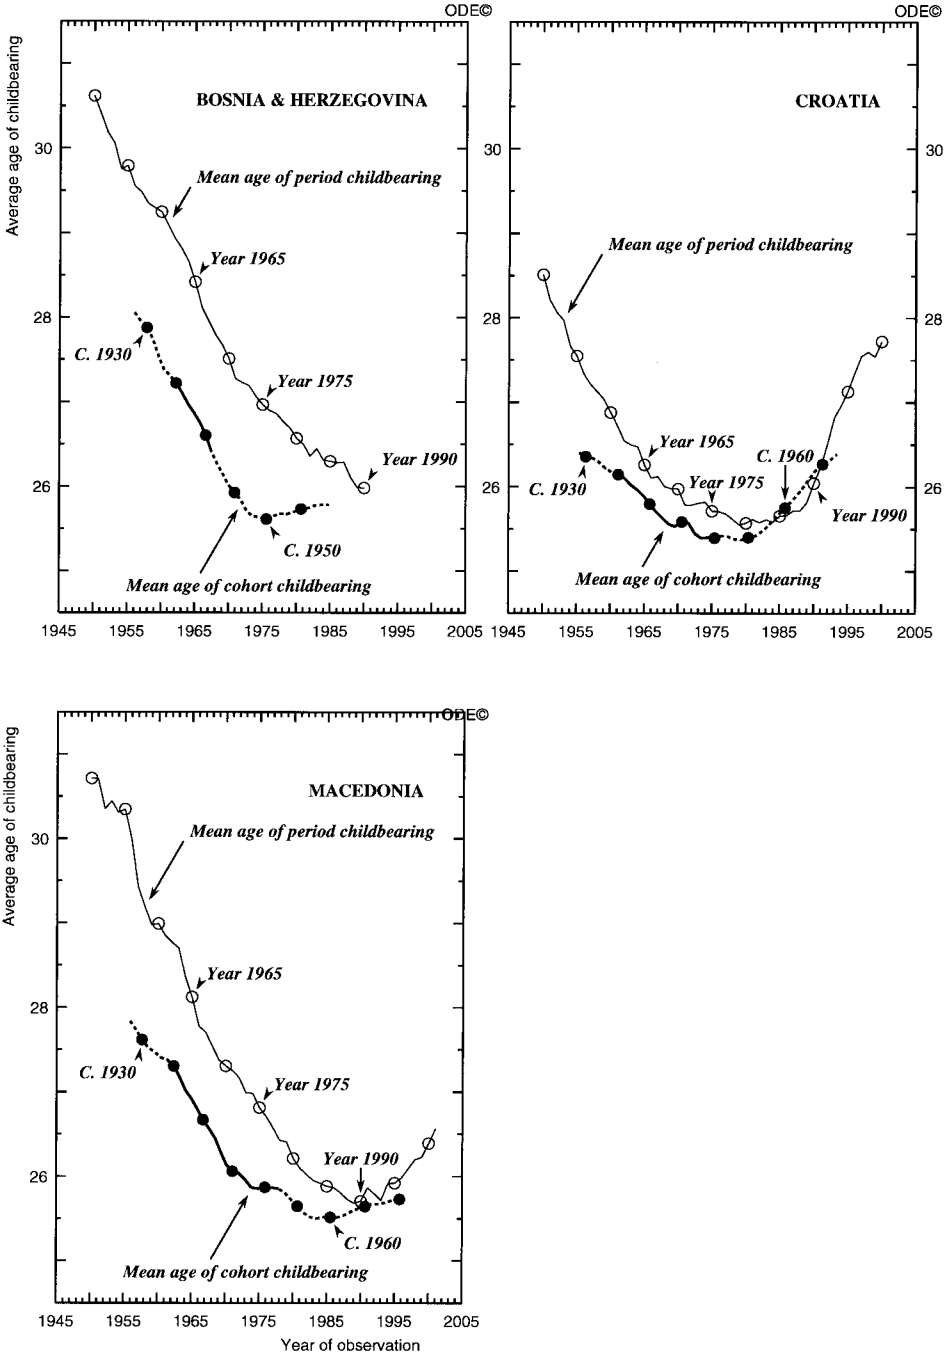 ODE©
ODE©
Average age of childbearing
BOSNIA & HERZEGOVINA
CROATIA
30
30
30
Mean age of period childbearing
Mean age of period childbearing
Year 1965
28
28
28
C. 1930
Year 1975
Year 1965
C. 1960
Year 1990
Year 1975
26
26
26
C. 1930
Year 1990
C. 1950
Mean age of cohort childbearing
Mean age of cohort childbearing
1945 1955 1965 1975 1985 1995 2005
1945 1955 1965 1975 1985 1995 2005
ODE©
Average age of childbearing
MACEDONIA
Mean age of period childbearing
30
Year 1965
28
C. 1930
Year 1975
Year 1990
26
C. 1960
Mean age of cohort childbearing
1945 1955 1965 1975 1985 1995 2005
Year of observation